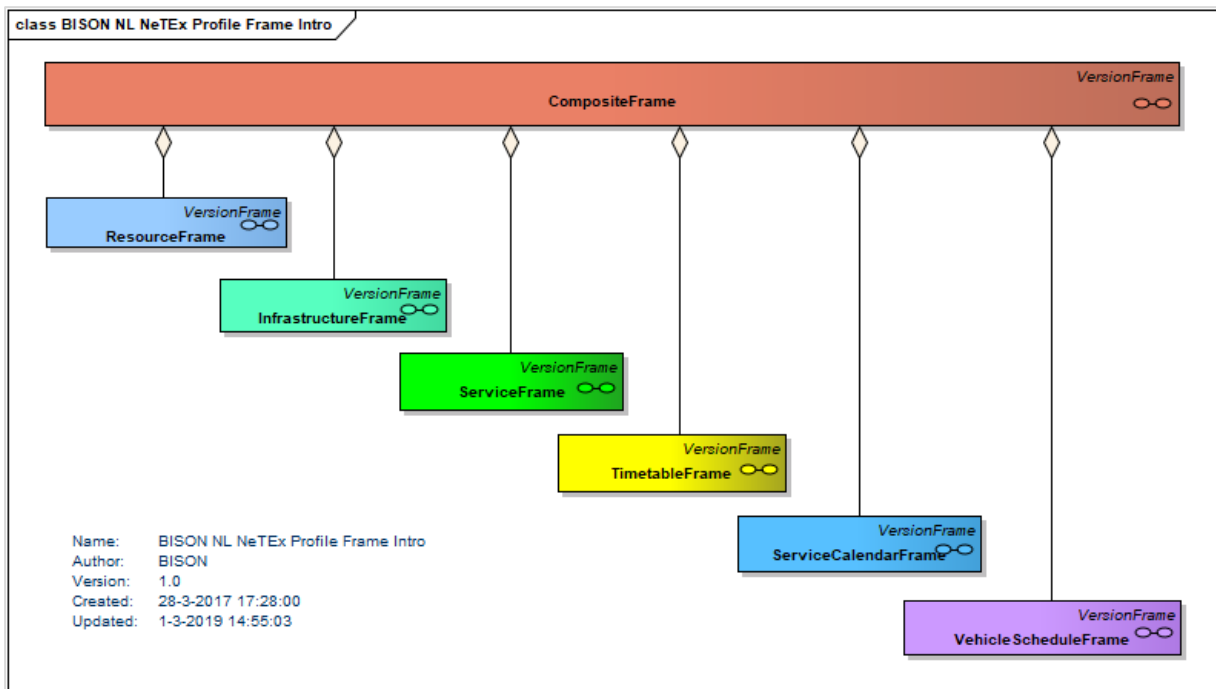 class BISON NL NeTEx Profile Frame Intro
VersionFrame
CompositeFrame
VersionFrame
ResourceFrame
VersionFrame
InfrastructureFrame
VersionFrame
ServiceFrame
VersionFrame
TimetableFrame
VersionFrame
ServiceCalendarFrame
VersionFrame
VehicleScheduleFrame
Name: BISON NL NeTEx Profile Frame Intro
Author: BISON
Version: 1.0
Created: 28-3-2017 17:28:00
Updated: 1-3-2019 14:55:03